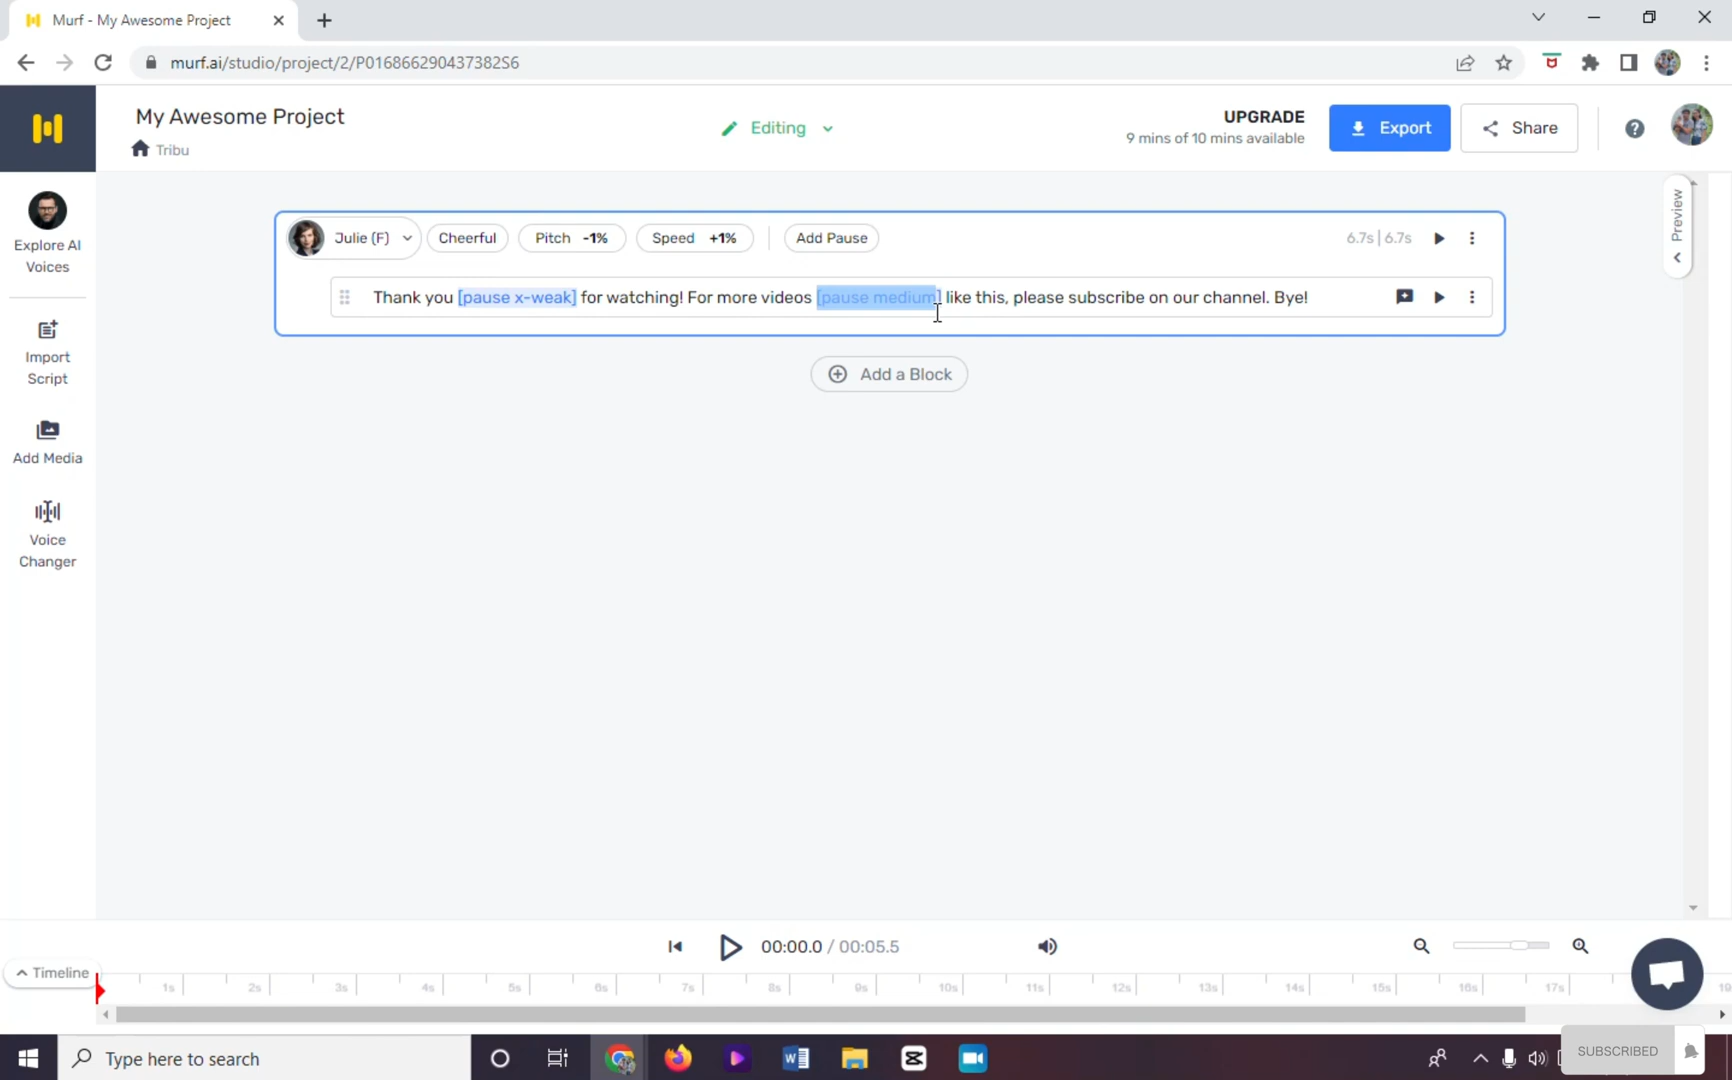 Murf - My Awesome Project
murf.ai/studio/project/2/P016866290437382S6
My Awesome Project
Tribu
Editing
UPGRADE
9 mins of 10 mins available
Export
Share
Explore AI
Voices
Import
Script
Add Media
Voice
Changer
Preview
Julie (F)
Cheerful
Pitch -1%
Speed +1%
Add Pause
6.7s | 6.7s
Thank you [pause x-weak] for watching! For more videos [pause medium] like this, please subscribe on our channel. Bye!
Add a Block
00:00.0 / 00:05.5
Timeline
1s 2s 3s 4s 5s 6s 7s 8s 9s 10s 11s 12s 13s 14s 15s 16s 17s 19
Type here to search
SUBSCRIBED